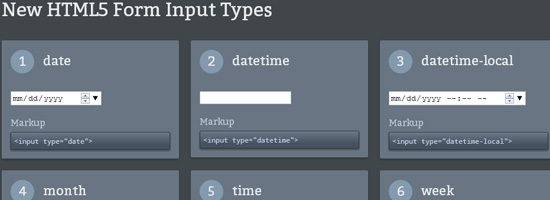 New HTML5 Form Input Types
1 date
2 datetime
3 datetime-local
mm/dd/yyyy
mm/dd/yyyy --:-- --
Markup
Markup
Markup
<input type="date">
<input type="datetime">
<input type="datetime-local">
4 month
5 time
6 week